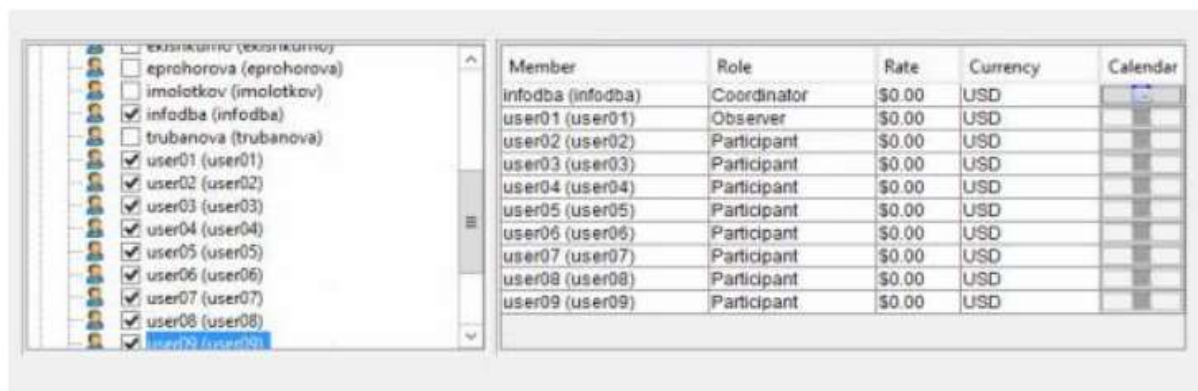 ekishkumo (ekishkumo)
eprohorova (eprohorova)
imolotkov (imolotkov)
infodba (infodba)
trubanova (trubanova)
user01 (user01)
user02 (user02)
user03 (user03)
user04 (user04)
user05 (user05)
user06 (user06)
user07 (user07)
user08 (user08)
user09 (user09)
Member Role Rate Currency Calendar
infodba (infodba) Coordinator $0.00 USD
user01 (user01) Observer $0.00 USD
user02 (user02) Participant $0.00 USD
user03 (user03) Participant $0.00 USD
user04 (user04) Participant $0.00 USD
user05 (user05) Participant $0.00 USD
user06 (user06) Participant $0.00 USD
user07 (user07) Participant $0.00 USD
user08 (user08) Participant $0.00 USD
user09 (user09) Participant $0.00 USD